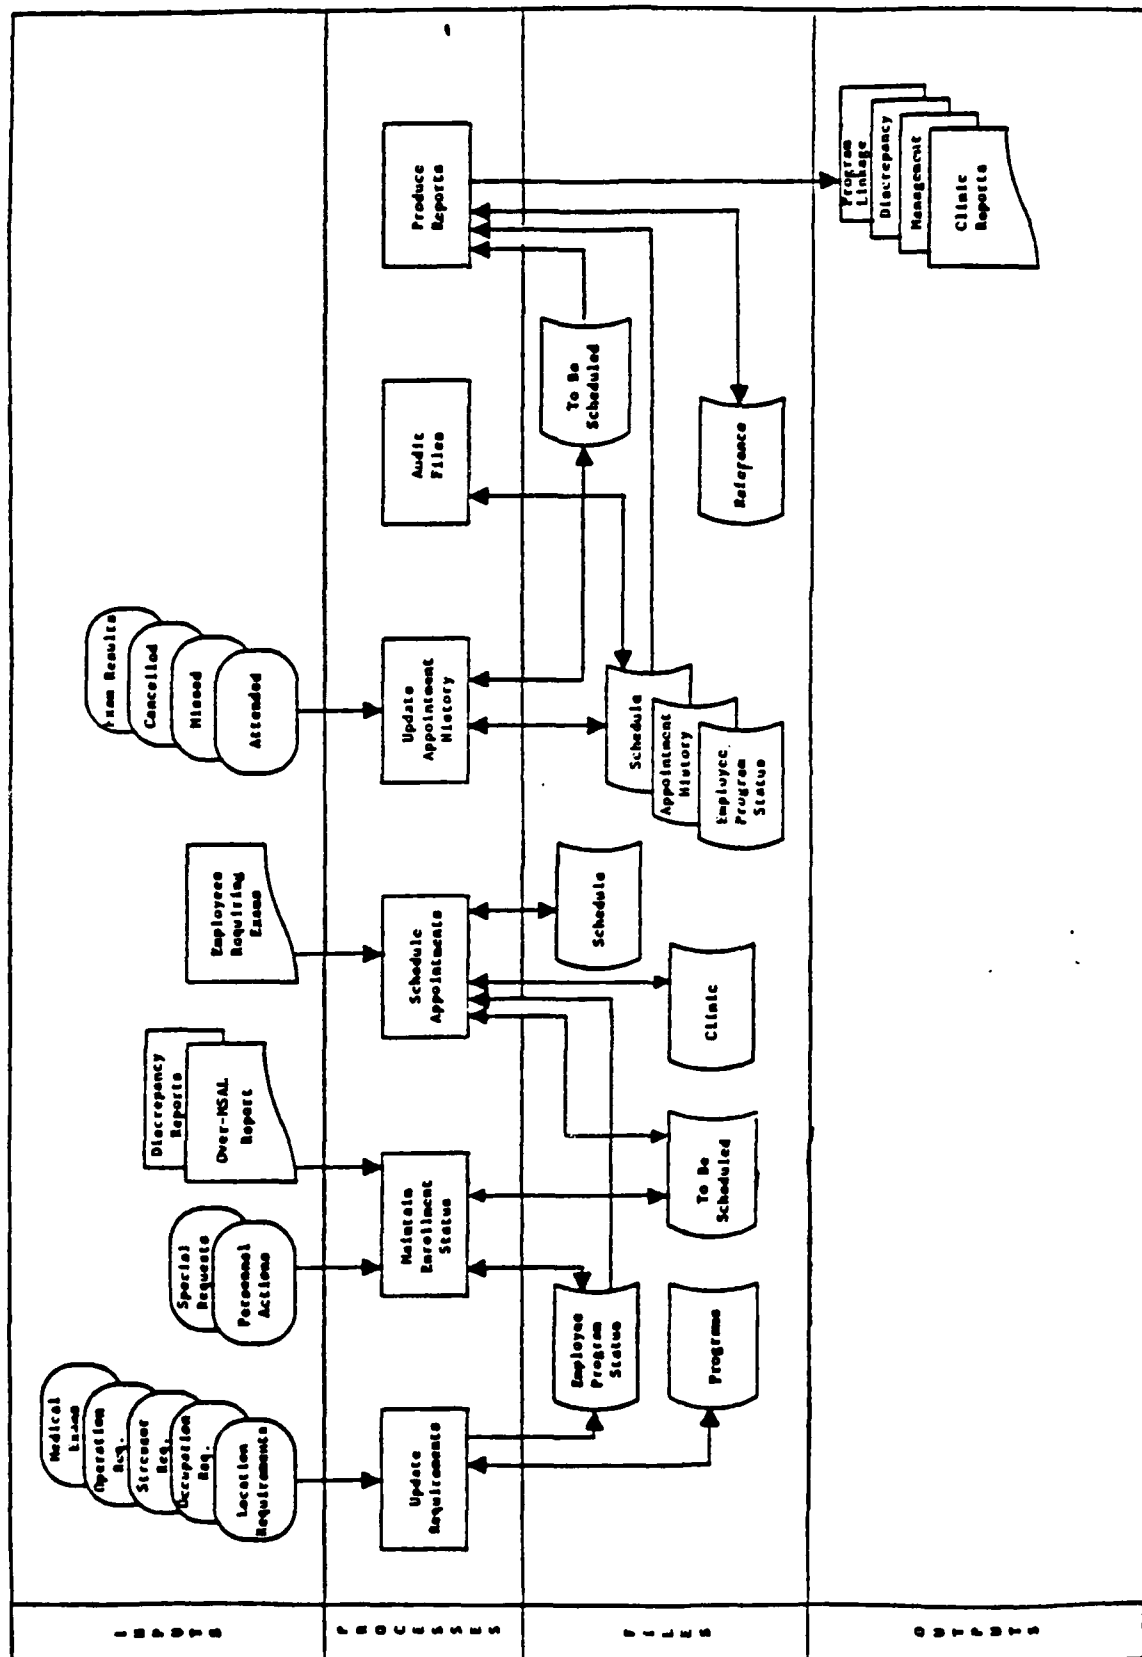 INPUTS
Medical
Exams
Operation
Req.
Stressor
Req.
Occupation
Req.
Location
Requirements
Special
Requests
Personnel
Actions
Discrepancy
Reports
Over-NSAL
Report
Employees
Requiring
Exams
Exam Results
Cancelled
Missed
Attended
PROCESSES
Update
Requirements
Maintain
Enrollment
Status
Schedule
Appointments
Update
Appointment
History
Audit
Files
Produce
Reports
FILES
Employee
Program
Status
Programs
To Be
Scheduled
Clinic
Schedule
Schedule
Appointment
History
Employee
Program
Status
To Be
Scheduled
Reference
OUTPUTS
Program
Linkage
Discrepancy
Management
Clinic
Reports